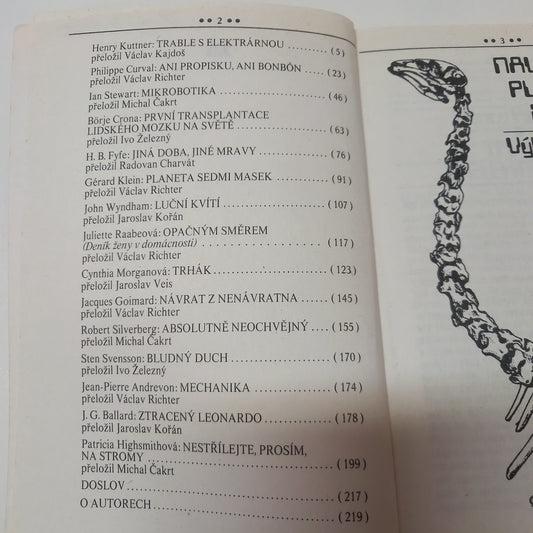 ●● 2 ●●
Henry Kuttner: TRABLE S ELEKTRÁRNOU .......... ( 5 )
přeložil Václav Kajdoš
Philippe Curval: ANI PROPISKU, ANI BONBÓN ..... ( 23 )
přeložil Václav Richter
Ian Stewart: MIKROBOTIKA ........................ ( 46 )
přeložil Michal Čakrt
Börje Crona: PRVNÍ TRANSPLANTACE
LIDSKÉHO MOZKU NA SVĚTĚ .................... ( 63 )
přeložil Ivo Železný
H. B. Fyfe: JINÁ DOBA, JINÉ MRAVY .............. ( 76 )
přeložil Radovan Charvát
Gérard Klein: PLANETA SEDMI MASEK ............ ( 91 )
přeložil Václav Richter
John Wyndham: LUČNÍ KVÍTÍ .................... ( 107 )
přeložil Jaroslav Kořán
Juliette Raabeová: OPAČNÝM SMĚREM
(Deník ženy v domácnosti) .................. ( 117 )
přeložil Václav Richter
Cynthia Morganová: TRHÁK .................... ( 123 )
přeložil Jaroslav Veis
Jacques Goimard: NÁVRAT Z NENÁVRATNA ...... ( 145 )
přeložil Václav Richter
Robert Silverberg: ABSOLUTNĚ NEOCHVĚJNÝ .... ( 155 )
přeložil Michal Čakrt
Sten Svensson: BLUDNÝ DUCH .................. ( 170 )
přeložil Ivo Železný
Jean-Pierre Andrevon: MECHANIKA .............. ( 174 )
přeložil Václav Richter
J. G. Ballard: ZTRACENÝ LEONARDO .............. ( 178 )
přeložil Jaroslav Kořán
Patricia Highsmithová: NESTŘÍLEJTE, PROSÍM,
NA STROMY .................................. ( 199 )
přeložil Michal Čakrt
DOSLOV .................................... ( 217 )
O AUTORECH ................................ ( 219 )
●● 3 ●●